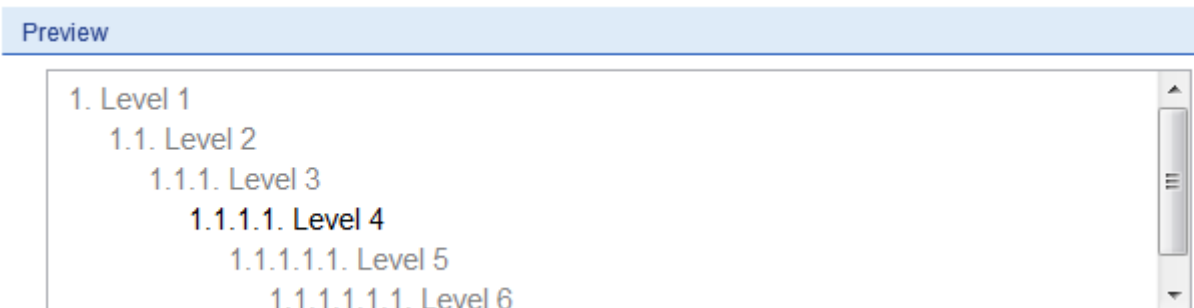 Preview
1. Level 1
1.1. Level 2
1.1.1. Level 3
1.1.1.1. Level 4
1.1.1.1.1. Level 5
1.1.1.1.1.1. Level 6